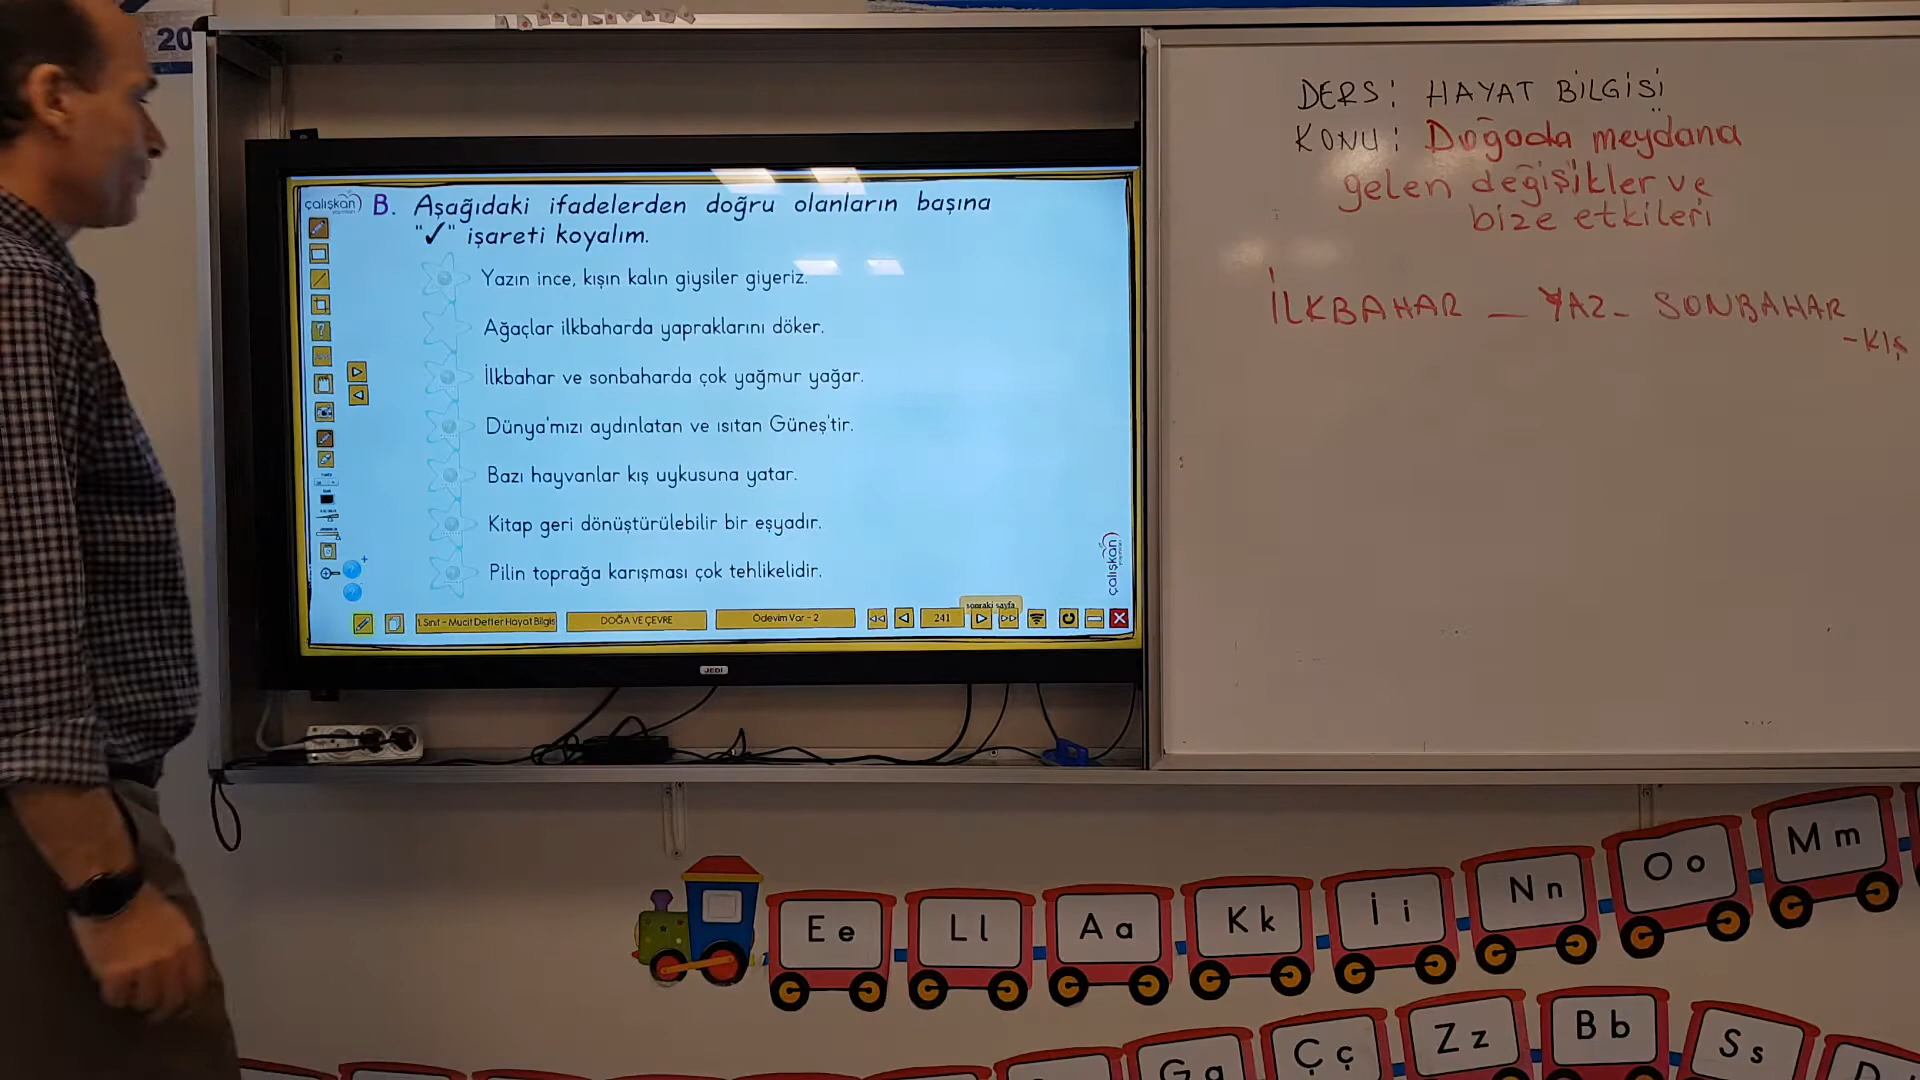 20
çalışkan
B. Aşağıdaki ifadelerden doğru olanların başına
"✓" işareti koyalım.
Yazın ince, kışın kalın giysiler giyeriz.
Ağaçlar ilkbaharda yapraklarını döker.
İlkbahar ve sonbaharda çok yağmur yağar.
Dünya'mızı aydınlatan ve ısıtan Güneş'tir.
Bazı hayvanlar kış uykusuna yatar.
Kitap geri dönüştürülebilir bir eşyadır.
Pilin toprağa karışması çok tehlikelidir.
çalışkan
sonraki sayfa
1. Sınıf - Mucit Defter Hayat Bilgis
DOĞA VE ÇEVRE
Ödevim Var - 2
241
JEDI
DERS: HAYAT BİLGİSİ
KONU: Doğada meydana
gelen değişikler ve
bize etkileri
İLKBAHAR — YAZ - SONBAHAR
- KIŞ
E e
L l
A a
K k
İ i
N n
O o
M m
G g
Ç ç
Z z
B b
S s